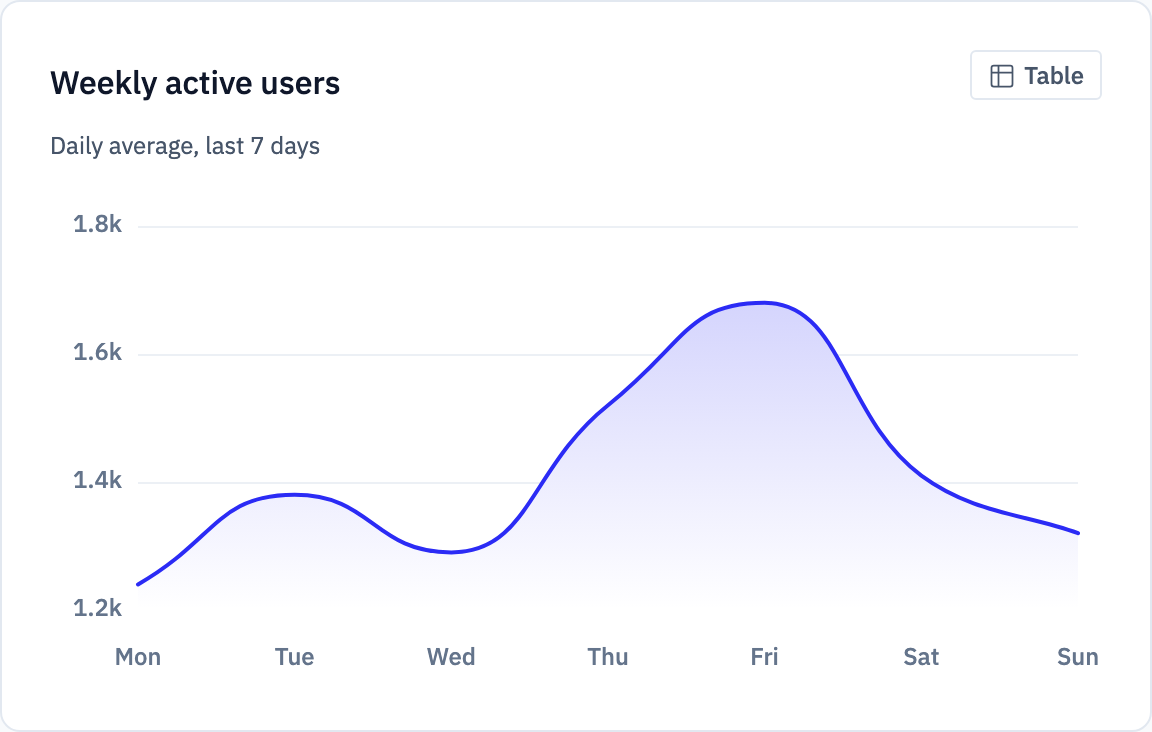 Weekly active users
Table
Daily average, last 7 days
1.8k
1.6k
1.4k
1.2k
Mon Tue Wed Thu Fri Sat Sun